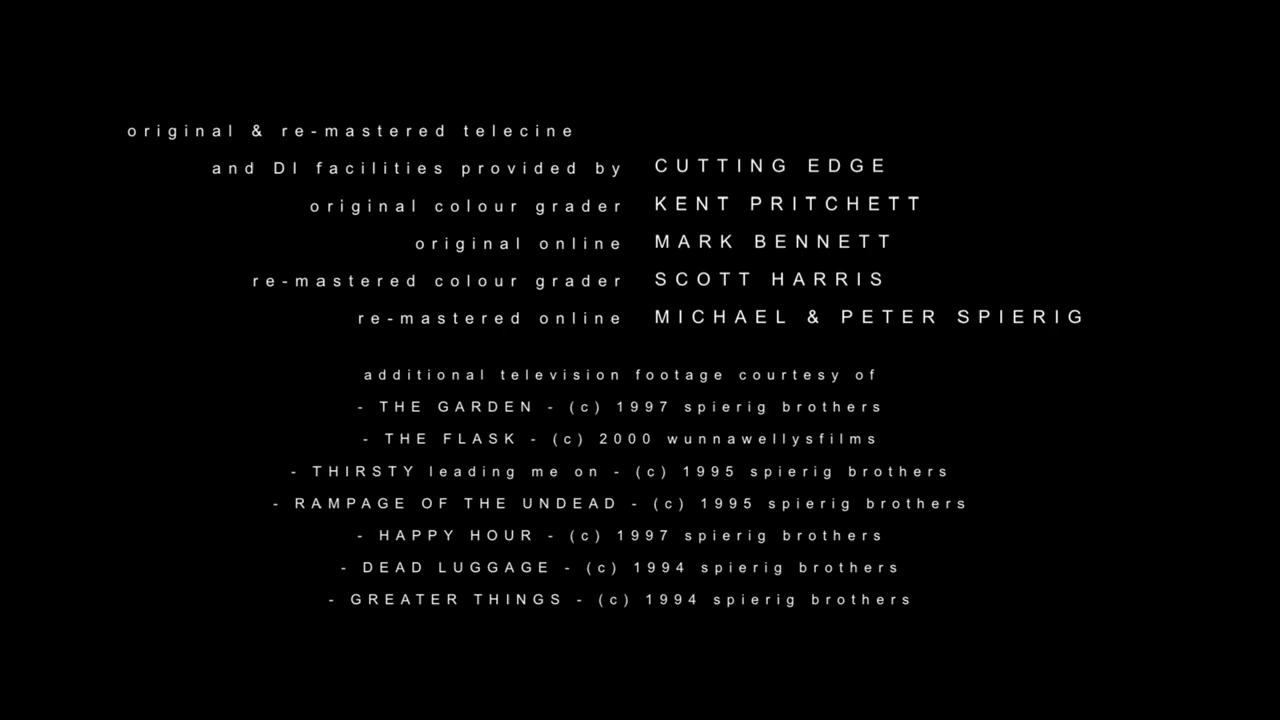 original & re-mastered telecine
and DI facilities provided by CUTTING EDGE
original colour grader KENT PRITCHETT
original online MARK BENNETT
re-mastered colour grader SCOTT HARRIS
re-mastered online MICHAEL & PETER SPIERIG
additional television footage courtesy of
- THE GARDEN - (c) 1997 spierig brothers
- THE FLASK - (c) 2000 wunnawellysfilms
- THIRSTY leading me on - (c) 1995 spierig brothers
- RAMPAGE OF THE UNDEAD - (c) 1995 spierig brothers
- HAPPY HOUR - (c) 1997 spierig brothers
- DEAD LUGGAGE - (c) 1994 spierig brothers
- GREATER THINGS - (c) 1994 spierig brothers